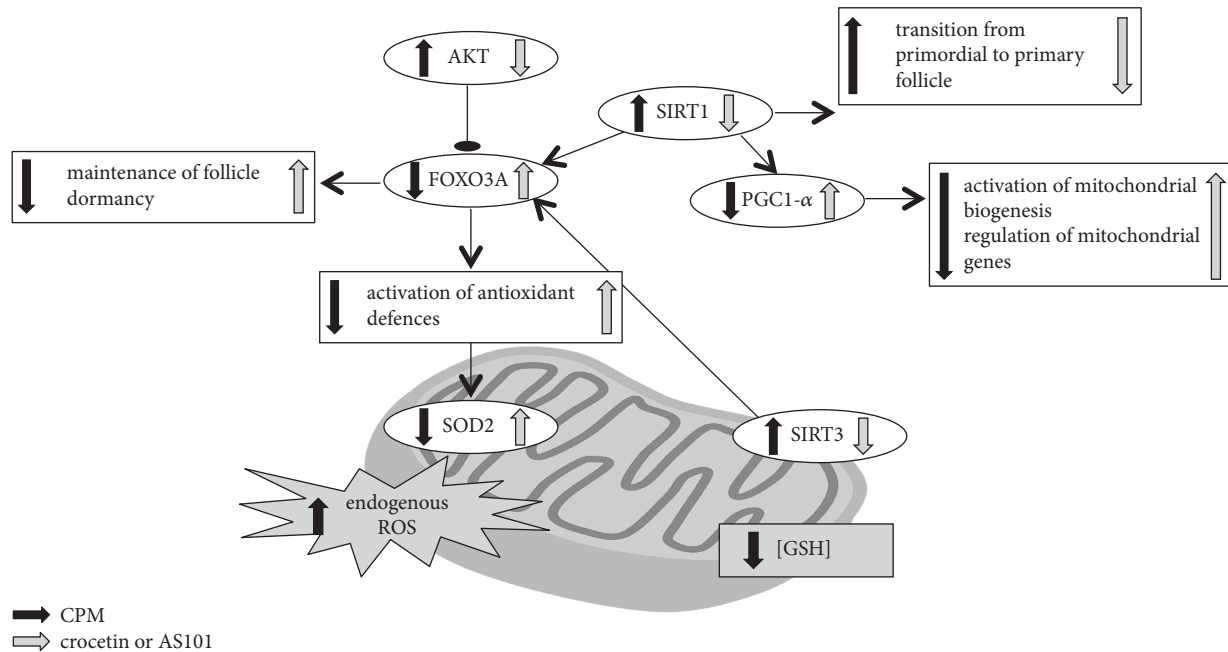 AKT
transition from
primordial to primary
follicle
SIRT1
maintenance of follicle
dormancy
FOXO3A
PGC1-α
activation of mitochondrial
biogenesis
regulation of mitochondrial
genes
activation of antioxidant
defences
SOD2
SIRT3
endogenous
ROS
[GSH]
CPM
crocetin or AS101